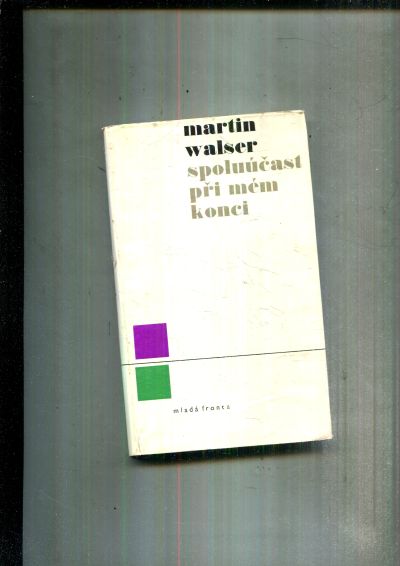 martin
walser
spoluúčast
při mém
konci
mladá fronta